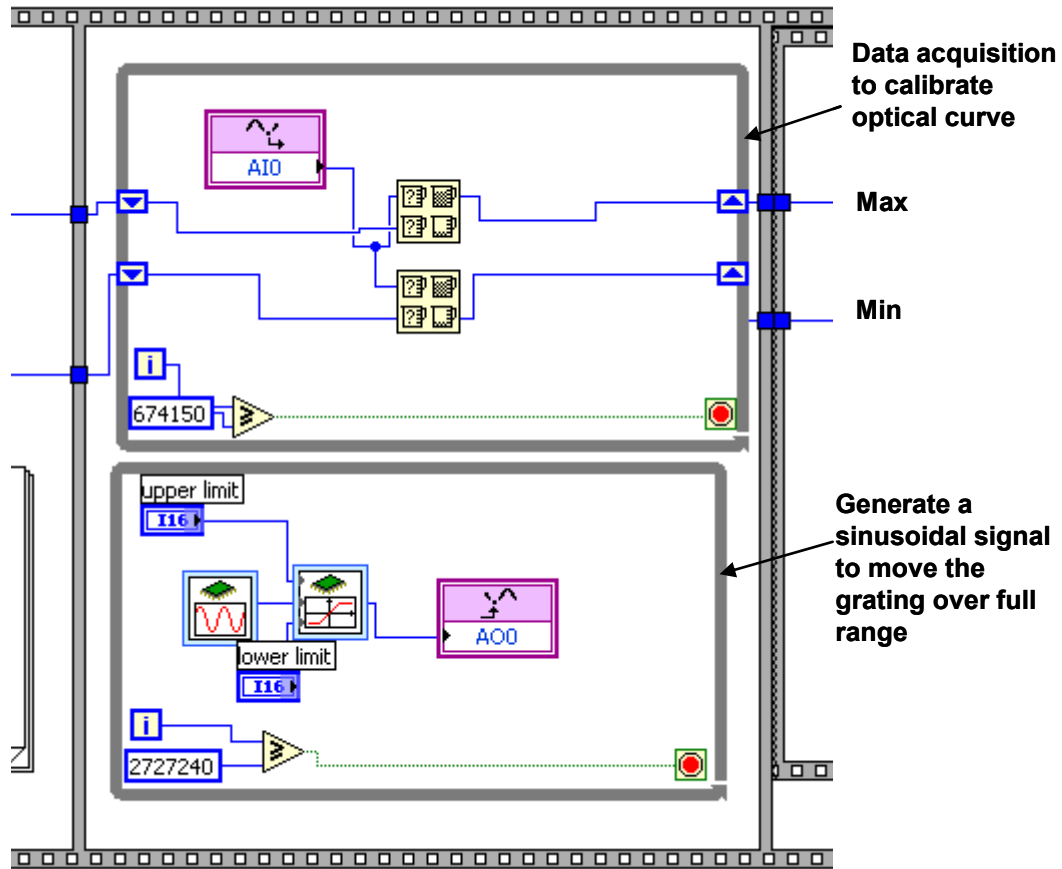 Data acquisition
to calibrate
optical curve
AI0
Max
Min
i
674150
upper limit
I16
Generate a
sinusoidal signal
to move the
grating over full
range
AO0
lower limit
I16
i
2727240